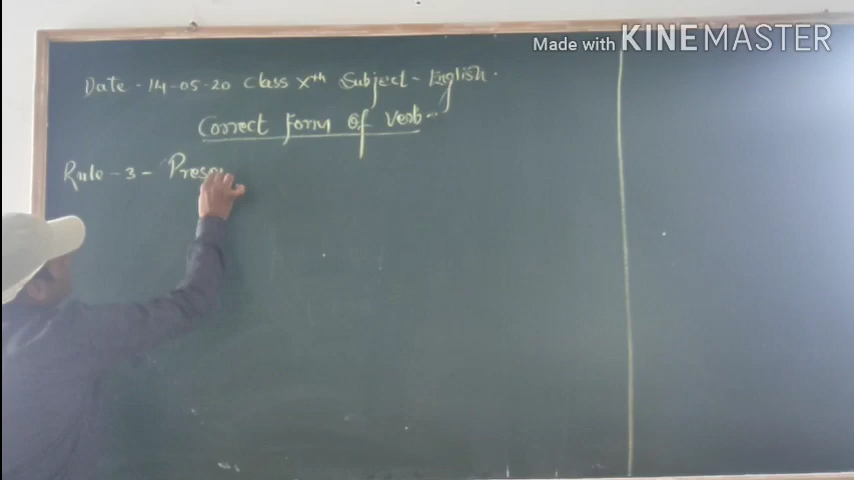 Made with KINEMASTER
Date - 14-05-20 Class Xth Subject - English.
Correct Form Of Verb -
Rule - 3 - Prese